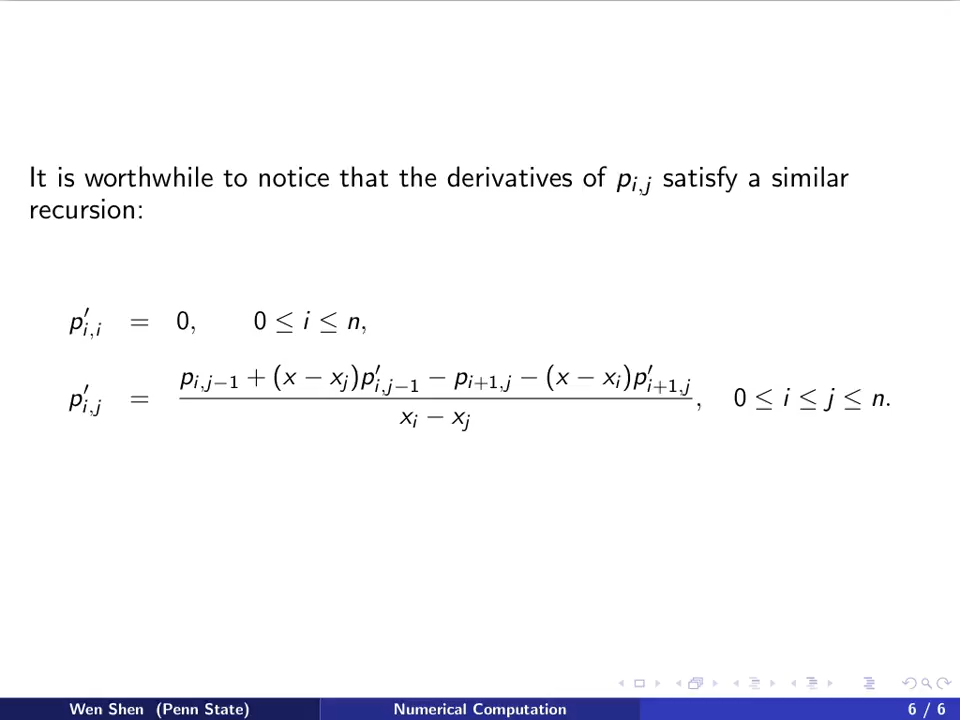 It is worthwhile to notice that the derivatives of p_{i,j} satisfy a similar
recursion:
p′_{i,i} = 0, 0 ≤ i ≤ n,
p′_{i,j} = \frac{p_{i,j−1} + (x − x_j)p′_{i,j−1} − p_{i+1,j} − (x − x_i)p′_{i+1,j}}{x_i − x_j}, 0 ≤ i ≤ j ≤ n.
Wen Shen (Penn State) Numerical Computation 6 / 6